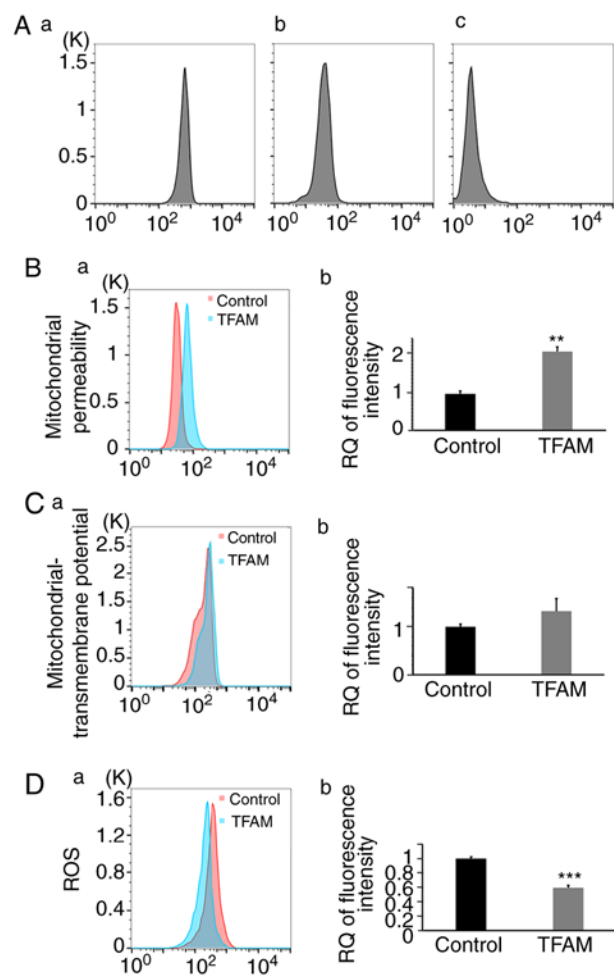 A a (K) b c
1.5
1
0.5
0
10^0 10^2 10^4 10^0 10^2 10^4 10^0 10^2 10^4
B a (K) b
Mitochondrial
permeability
1.5
1.0
0.5
0
Control
TFAM
10^0 10^2 10^4
RQ of fluorescence
intensity
2
1
0
**
Control TFAM
C a (K) b
Mitochondrial-
transmembrane potential
2.5
2
1.5
1
0.5
0
Control
TFAM
10^0 10^2 10^4
RQ of fluorescence
intensity
1
0
Control TFAM
D a (K) b
ROS
1.6
1.2
0.8
0.4
0
Control
TFAM
10^0 10^2 10^4
RQ of fluorescence
intensity
1
0.8
0.6
0.4
0.2
***
Control TFAM